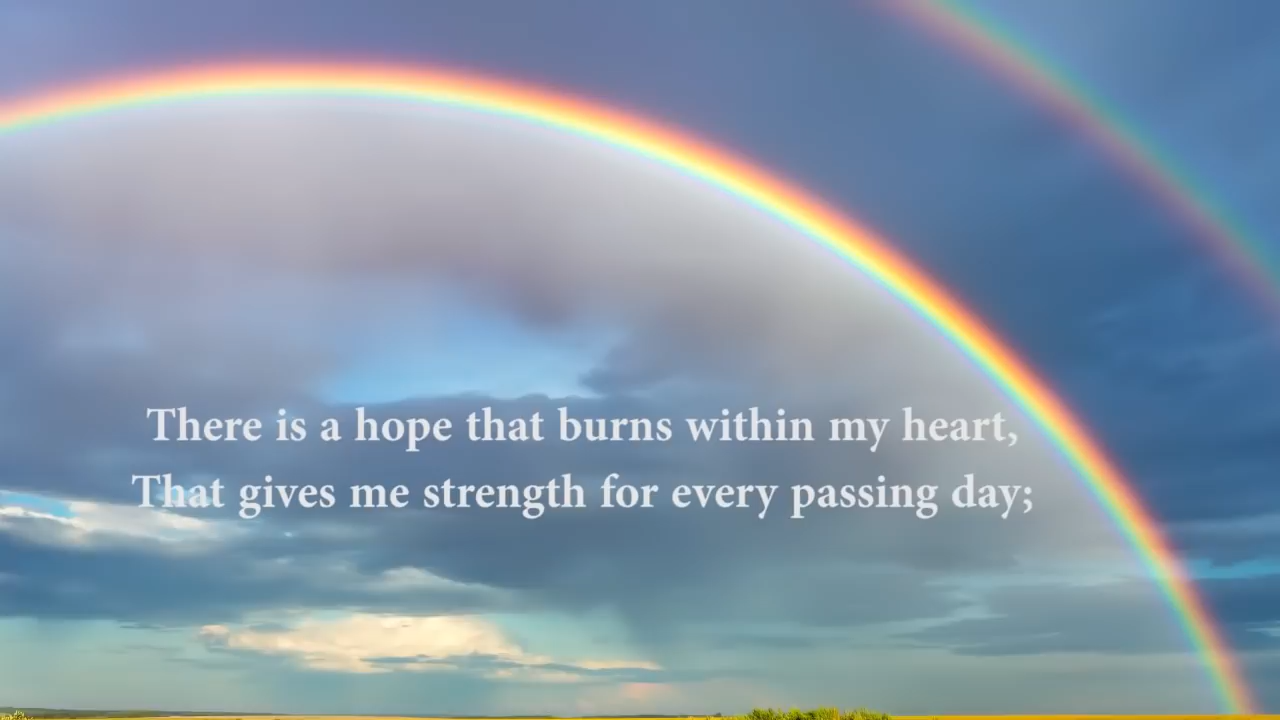 There is a hope that burns within my heart,
That gives me strength for every passing day;